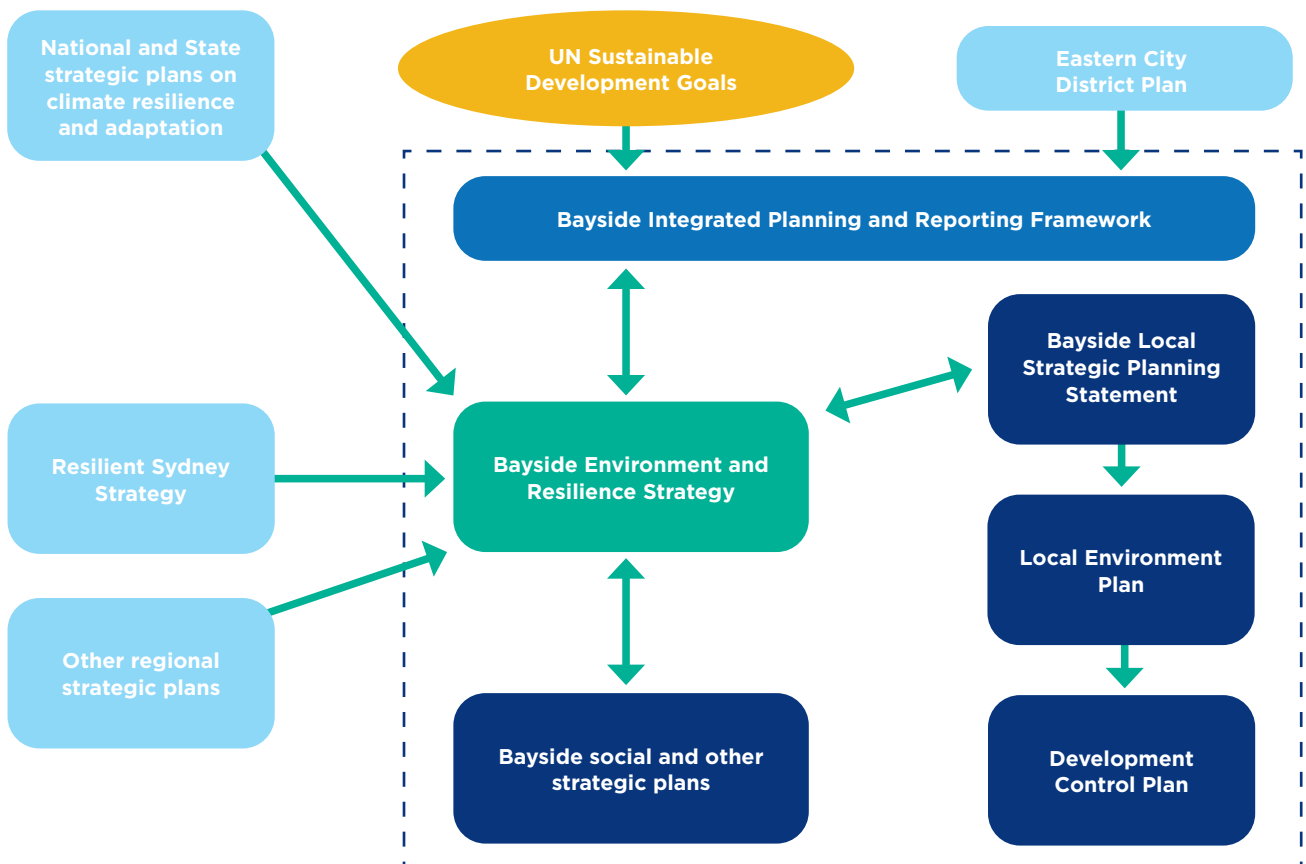 National and State
strategic plans on
climate resilience
and adaptation
UN Sustainable
Development Goals
Eastern City
District Plan
Bayside Integrated Planning and Reporting Framework
Bayside Local
Strategic Planning
Statement
Resilient Sydney
Strategy
Bayside Environment and
Resilience Strategy
Local Environment
Plan
Other regional
strategic plans
Bayside social and other
strategic plans
Development
Control Plan